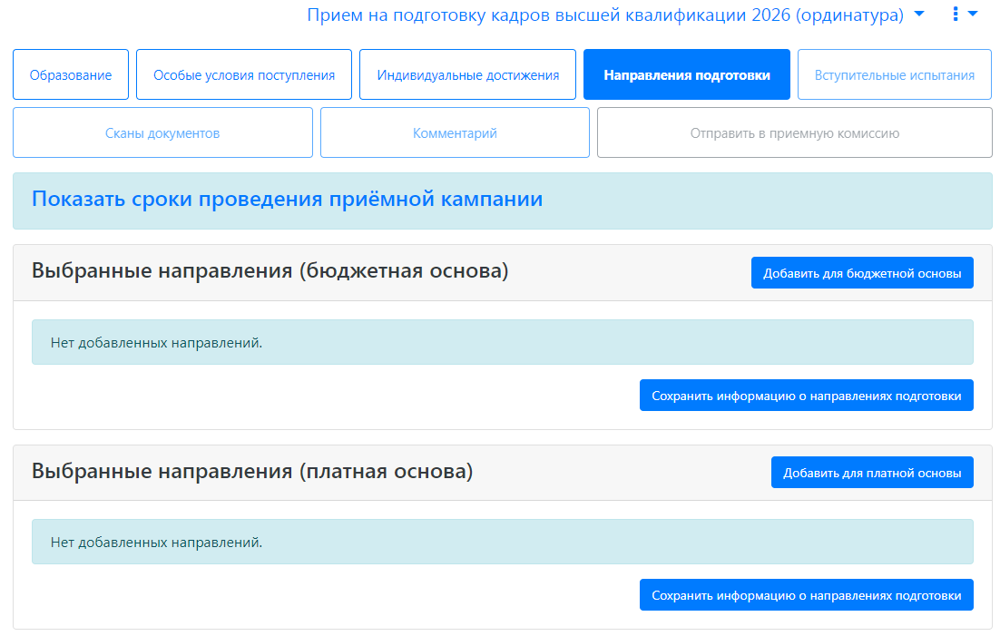 Прием на подготовку кадров высшей квалификации 2026 (ординатура)
Образование
Особые условия поступления
Индивидуальные достижения
Направления подготовки
Вступительные испытания
Сканы документов
Комментарий
Отправить в приемную комиссию
Показать сроки проведения приёмной кампании
Выбранные направления (бюджетная основа)
Добавить для бюджетной основы
Нет добавленных направлений.
Сохранить информацию о направлениях подготовки
Выбранные направления (платная основа)
Добавить для платной основы
Нет добавленных направлений.
Сохранить информацию о направлениях подготовки